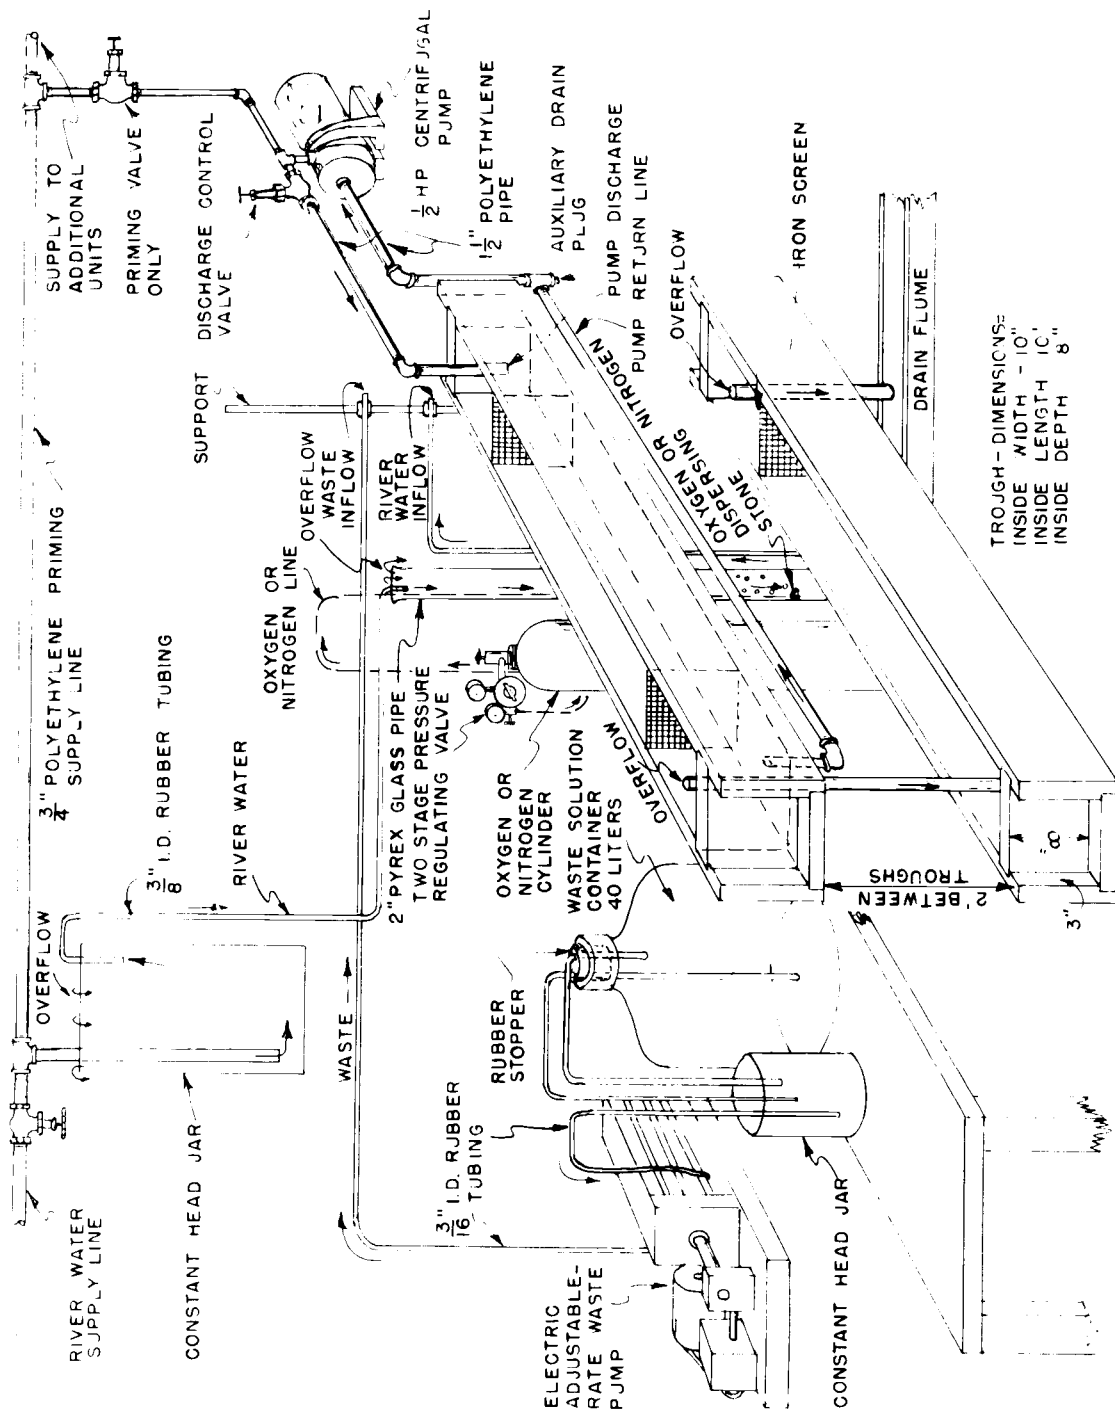 RIVER WATER
SUPPLY LINE
CONSTANT HEAD JAR
OVERFLOW
3/8" I.D. RUBBER TUBING
RIVER WATER
3/4" POLYETHYLENE PRIMING
SUPPLY LINE
SUPPLY TO
ADDITIONAL
UNITS
PRIMING VALVE
ONLY
DISCHARGE CONTROL
VALVE
SUPPORT
OXYGEN OR
NITROGEN LINE
OVERFLOW
WASTE
INFLOW
RIVER
WATER
INFLOW
1/2 HP CENTRIFUGAL
PUMP
1 1/2" POLYETHYLENE
PIPE
AUXILIARY DRAIN
PLUG
PUMP DISCHARGE
PUMP RETURN LINE
WASTE
2" PYREX GLASS PIPE
TWO STAGE PRESSURE
REGULATING VALVE
OXYGEN OR
NITROGEN
CYLINDER
WASTE SOLUTION
CONTAINER
40 LITERS
OVERFLOW
OXYGEN OR NITROGEN
DISPERSING
STONE
OVERFLOW
IRON SCREEN
DRAIN FLUME
3/16" I.D. RUBBER
TUBING
RUBBER
STOPPER
ELECTRIC
ADJUSTABLE-
RATE WASTE
PUMP
CONSTANT HEAD JAR
2' BETWEEN
TROUGHS
8"
3"
TROUGH-DIMENSIONS:
INSIDE WIDTH - 10"
INSIDE LENGTH 10'
INSIDE DEPTH 8"